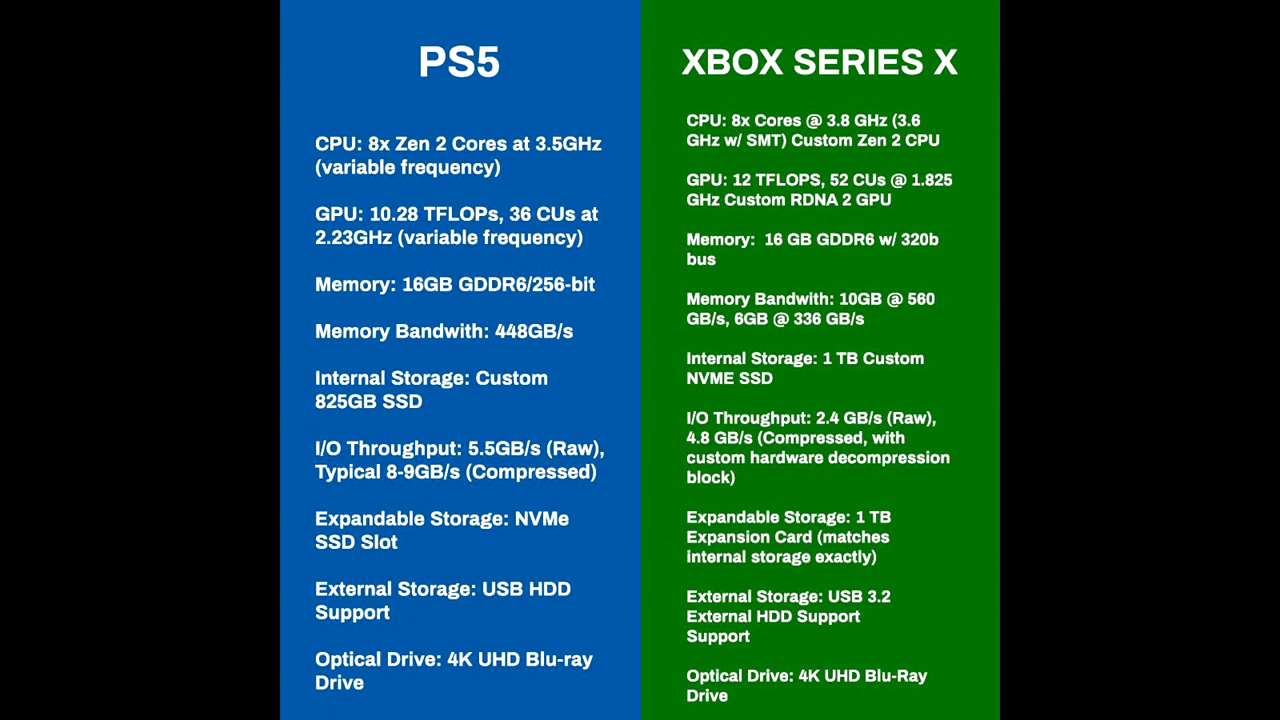 PS5
CPU: 8x Zen 2 Cores at 3.5GHz
(variable frequency)
GPU: 10.28 TFLOPs, 36 CUs at
2.23GHz (variable frequency)
Memory: 16GB GDDR6/256-bit
Memory Bandwith: 448GB/s
Internal Storage: Custom
825GB SSD
I/O Throughput: 5.5GB/s (Raw),
Typical 8-9GB/s (Compressed)
Expandable Storage: NVMe
SSD Slot
External Storage: USB HDD
Support
Optical Drive: 4K UHD Blu-ray
Drive
XBOX SERIES X
CPU: 8x Cores @ 3.8 GHz (3.6
GHz w/ SMT) Custom Zen 2 CPU
GPU: 12 TFLOPS, 52 CUs @ 1.825
GHz Custom RDNA 2 GPU
Memory:  16 GB GDDR6 w/ 320b
bus
Memory Bandwith: 10GB @ 560
GB/s, 6GB @ 336 GB/s
Internal Storage: 1 TB Custom
NVME SSD
I/O Throughput: 2.4 GB/s (Raw),
4.8 GB/s (Compressed, with
custom hardware decompression
block)
Expandable Storage: 1 TB
Expansion Card (matches
internal storage exactly)
External Storage: USB 3.2
External HDD Support
Support
Optical Drive: 4K UHD Blu-Ray
Drive